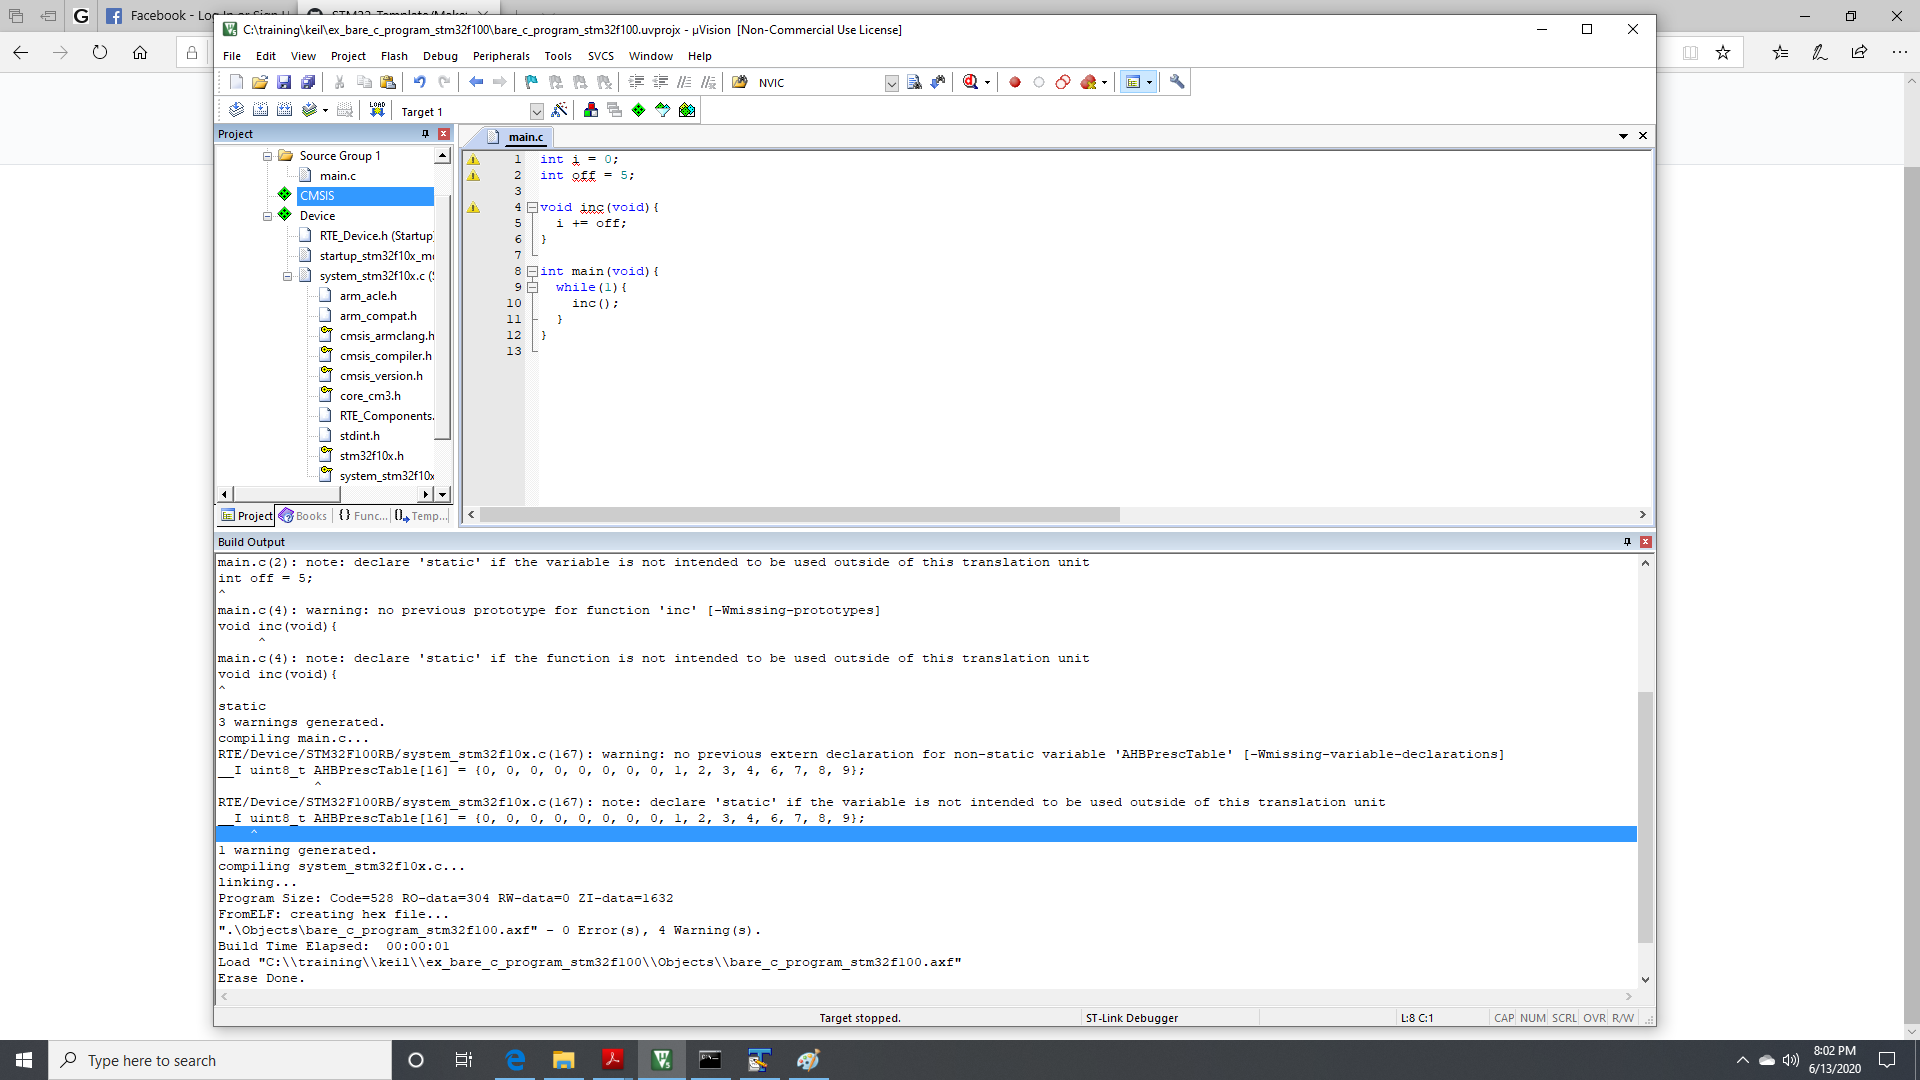 Facebook - Log In or Sign U
STM32_Template/Make
C:\training\keil\ex_bare_c_program_stm32f100\bare_c_program_stm32f100.uvprojx - µVision [Non-Commercial Use License]
File Edit View Project Flash Debug Peripherals Tools SVCS Window Help
NVIC
LOAD
Target 1
Project
Source Group 1
main.c
CMSIS
Device
RTE_Device.h (Startup)
startup_stm32f10x_m
system_stm32f10x.c (
arm_acle.h
arm_compat.h
cmsis_armclang.h
cmsis_compiler.h
cmsis_version.h
core_cm3.h
RTE_Components.
stdint.h
stm32f10x.h
system_stm32f10x
Project Books {} Func... Temp...
main.c
1 int i = 0;
2 int off = 5;
3
4 void inc(void){
5 i += off;
6 }
7
8 int main(void){
9 while(1){
10 inc();
11 }
12 }
13
Build Output
main.c(2): note: declare 'static' if the variable is not intended to be used outside of this translation unit
int off = 5;
^
main.c(4): warning: no previous prototype for function 'inc' [-Wmissing-prototypes]
void inc(void){
^
main.c(4): note: declare 'static' if the function is not intended to be used outside of this translation unit
void inc(void){
^
static
3 warnings generated.
compiling main.c...
RTE/Device/STM32F100RB/system_stm32f10x.c(167): warning: no previous extern declaration for non-static variable 'AHBPrescTable' [-Wmissing-variable-declarations]
__I uint8_t AHBPrescTable[16] = {0, 0, 0, 0, 0, 0, 0, 0, 1, 2, 3, 4, 6, 7, 8, 9};
^
RTE/Device/STM32F100RB/system_stm32f10x.c(167): note: declare 'static' if the variable is not intended to be used outside of this translation unit
__I uint8_t AHBPrescTable[16] = {0, 0, 0, 0, 0, 0, 0, 0, 1, 2, 3, 4, 6, 7, 8, 9};
^
1 warning generated.
compiling system_stm32f10x.c...
linking...
Program Size: Code=528 RO-data=304 RW-data=0 ZI-data=1632
FromELF: creating hex file...
".\Objects\bare_c_program_stm32f100.axf" - 0 Error(s), 4 Warning(s).
Build Time Elapsed: 00:00:01
Load "C:\\training\\keil\\ex_bare_c_program_stm32f100\\Objects\\bare_c_program_stm32f100.axf"
Erase Done.
Target stopped. ST-Link Debugger L:8 C:1 CAP NUM SCRL OVR R/W
Type here to search
8:02 PM
6/13/2020